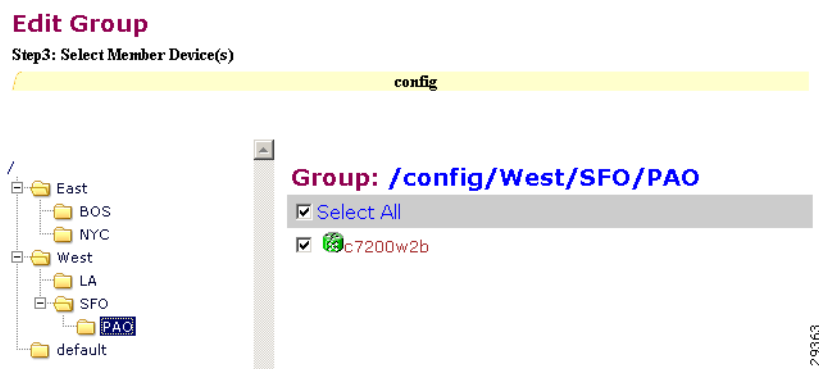 Edit Group
Step3: Select Member Device(s)
config
/
East
BOS
NYC
West
LA
SFO
PAO
default
Group: /config/West/SFO/PAO
Select All
c7200w2b
29363